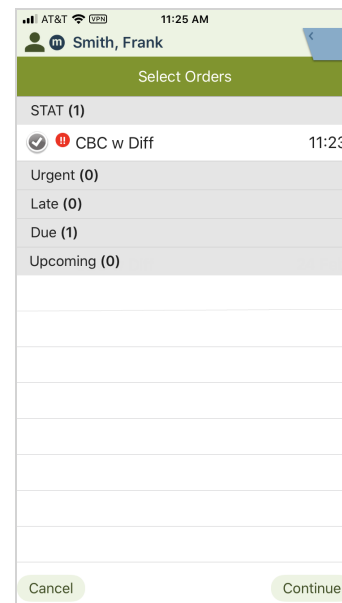 AT&T VPN 11:25 AM
m Smith, Frank
Select Orders
STAT (1)
!! CBC w Diff 11:23
Urgent (0)
Late (0)
Due (1)
Upcoming (0)
Cancel Continue